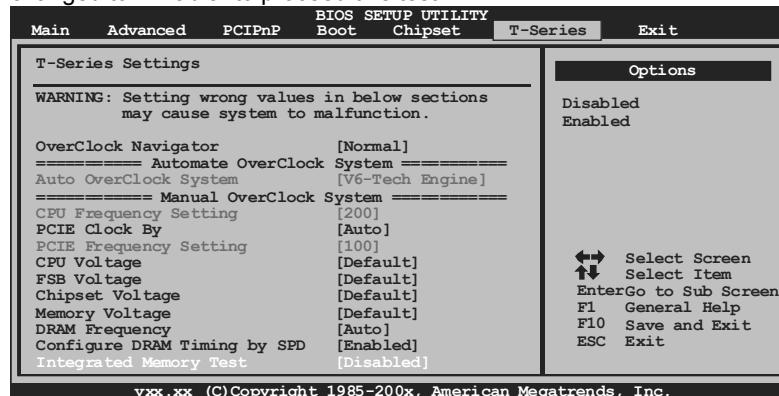 BIOS SETUP UTILITY
Main Advanced PCIPnP Boot Chipset T-Series Exit
T-Series Settings
WARNING: Setting wrong values in below sections
may cause system to malfunction.
OverClock Navigator [Normal]
=========== Automate OverClock System ===========
Auto OverClock System [V6-Tech Engine]
============ Manual OverClock System ============
CPU Frequency Setting [200]
PCIE Clock By [Auto]
PCIE Frequency Setting [100]
CPU Voltage [Default]
FSB Voltage [Default]
Chipset Voltage [Default]
Memory Voltage [Default]
DRAM Frequency [Auto]
Configure DRAM Timing by SPD [Enabled]
Integrated Memory Test [Disabled]
Options
Disabled
Enabled
Select Screen
Select Item
Enter Go to Sub Screen
F1 General Help
F10 Save and Exit
ESC Exit
vxx.xx (C)Copyright 1985-200x, American Megatrends, Inc.